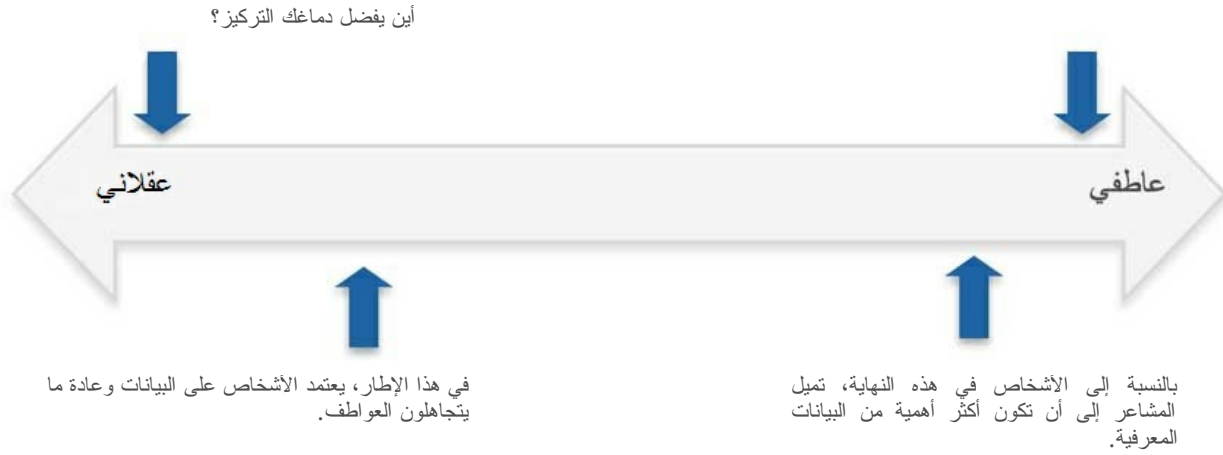 أين يفضل دماغك التركيز؟
عاطفي
عقلاني
بالنسبة إلى الأشخاص في هذه النهاية، تميل
المشاعر إلى أن تكون أكثر أهمية من البيانات
المعرفية.
في هذا الإطار، يعتمد الأشخاص على البيانات وعادة ما
يتجاهلون العواطف.